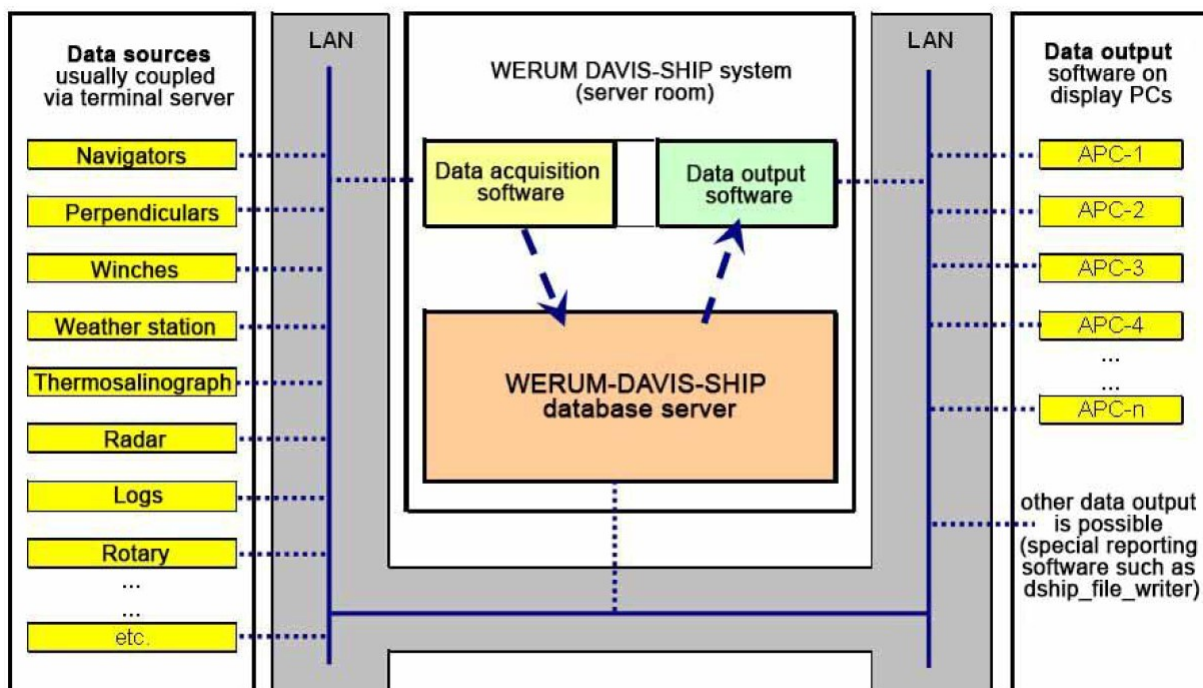 Data sources
usually coupled
via terminal server
Navigators
Perpendiculars
Winches
Weather station
Thermosalinograph
Radar
Logs
Rotary
...
...
etc.
LAN
WERUM DAVIS-SHIP system
(server room)
Data acquisition
software
Data output
software
WERUM-DAVIS-SHIP
database server
LAN
Data output
software on
display PCs
APC-1
APC-2
APC-3
APC-4
...
...
APC-n
other data output
is possible
(special reporting
software such as
dship_file_writer)